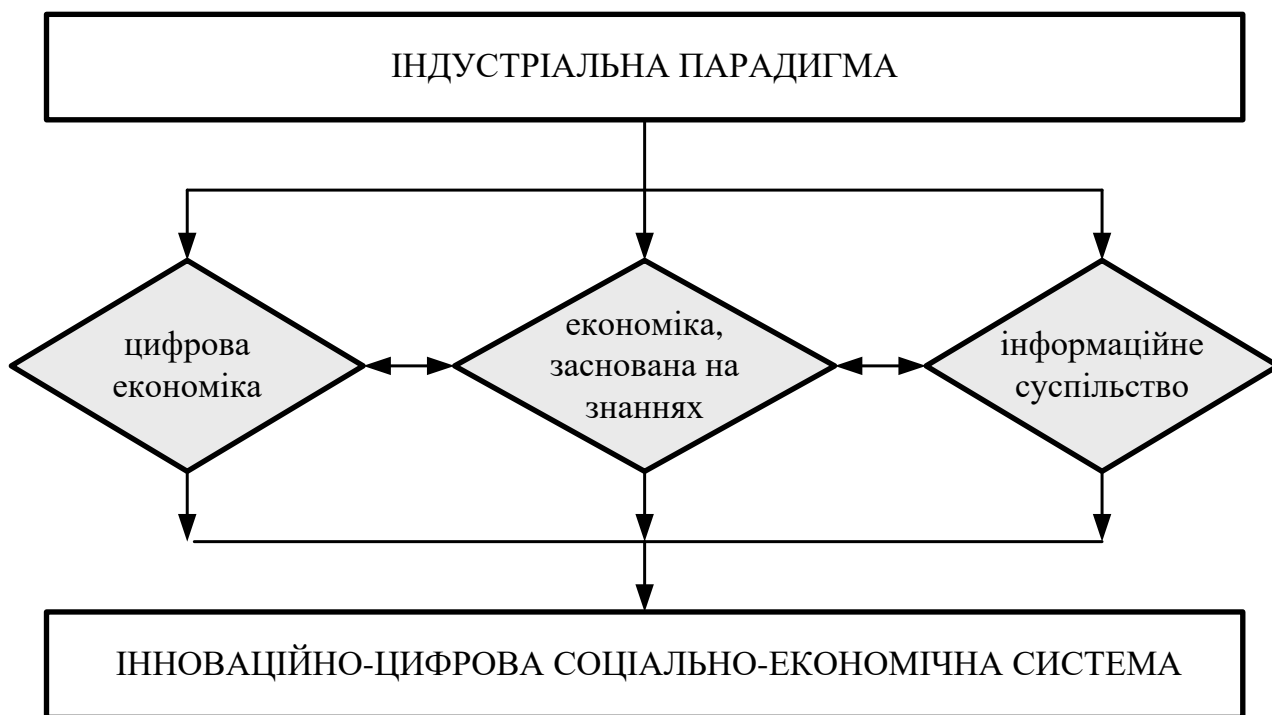 ІНДУСТРІАЛЬНА ПАРАДИГМА
цифрова
економіка
економіка,
заснована на
знаннях
інформаційне
суспільство
ІННОВАЦІЙНО-ЦИФРОВА СОЦІАЛЬНО-ЕКОНОМІЧНА СИСТЕМА